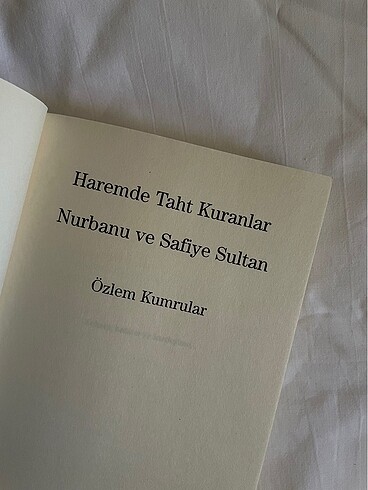 Haremde Taht Kuranlar
Nurbanu ve Safiye Sultan
Özlem Kumrular